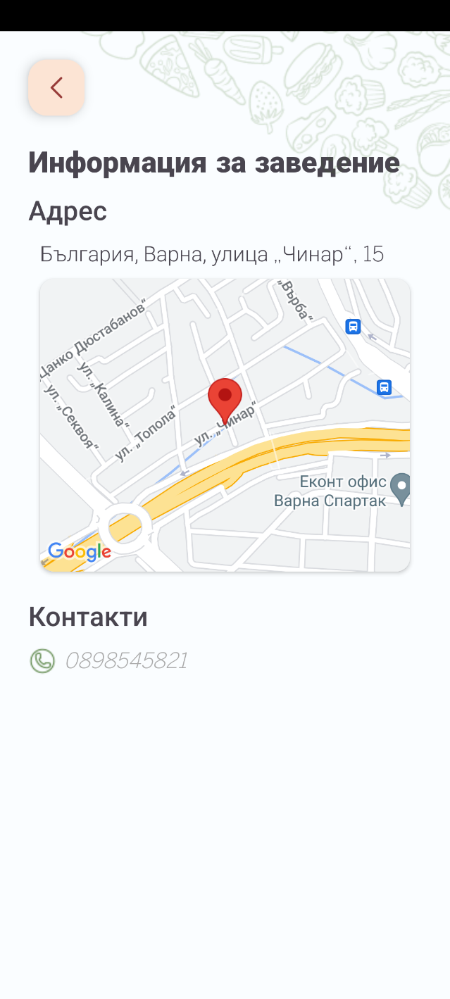 Информация за заведение
Адрес
България, Варна, улица „Чинар“, 15
„Върба“
Цанко Дюстабанов“
ул. „Калина“
ул. „Секвоя“
ул. „Топола“
ул. „Чинар“
Еконт офис
Варна Спартак
Google
Контакти
0898545821